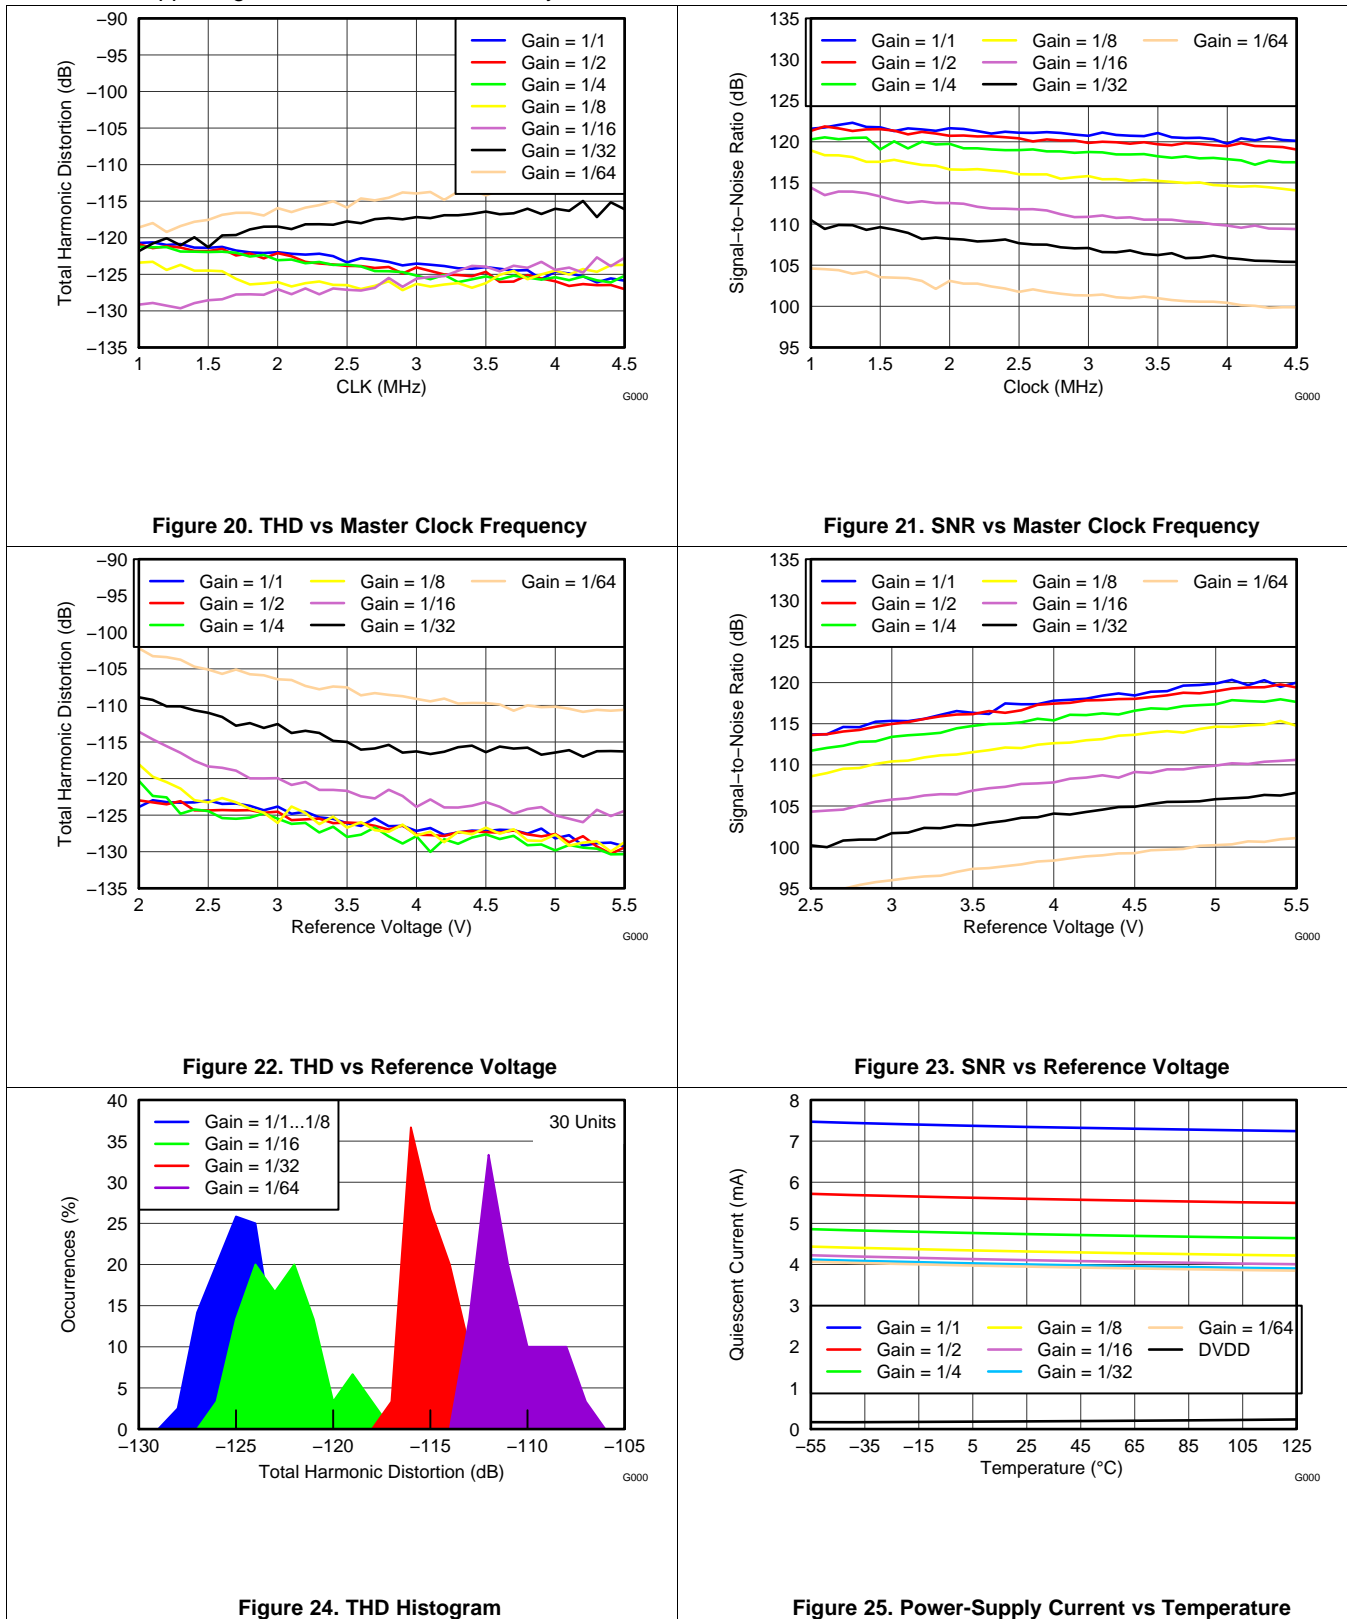 −90
−95
−100
−105
−110
−115
−120
−125
−130
−135
Total Harmonic Distortion (dB)
Gain = 1/1
Gain = 1/2
Gain = 1/4
Gain = 1/8
Gain = 1/16
Gain = 1/32
Gain = 1/64
1 1.5 2 2.5 3 3.5 4 4.5
CLK (MHz)
G000
Figure 20. THD vs Master Clock Frequency
135
130
125
120
115
110
105
100
95
Signal−to−Noise Ratio (dB)
Gain = 1/1 Gain = 1/8 Gain = 1/64
Gain = 1/2 Gain = 1/16
Gain = 1/4 Gain = 1/32
1 1.5 2 2.5 3 3.5 4 4.5
Clock (MHz)
G000
Figure 21. SNR vs Master Clock Frequency
−90
−95
−100
−105
−110
−115
−120
−125
−130
−135
Total Harmonic Distortion (dB)
Gain = 1/1 Gain = 1/8 Gain = 1/64
Gain = 1/2 Gain = 1/16
Gain = 1/4 Gain = 1/32
2 2.5 3 3.5 4 4.5 5 5.5
Reference Voltage (V)
G000
Figure 22. THD vs Reference Voltage
135
130
125
120
115
110
105
100
95
Signal−to−Noise Ratio (dB)
Gain = 1/1 Gain = 1/8 Gain = 1/64
Gain = 1/2 Gain = 1/16
Gain = 1/4 Gain = 1/32
2.5 3 3.5 4 4.5 5 5.5
Reference Voltage (V)
G000
Figure 23. SNR vs Reference Voltage
40
35
30
25
20
15
10
5
0
Occurrences (%)
Gain = 1/1...1/8
Gain = 1/16
Gain = 1/32
Gain = 1/64
30 Units
−130 −125 −120 −115 −110 −105
Total Harmonic Distortion (dB)
G000
Figure 24. THD Histogram
8
7
6
5
4
3
2
1
0
Quiescent Current (mA)
Gain = 1/1 Gain = 1/8 Gain = 1/64
Gain = 1/2 Gain = 1/16 DVDD
Gain = 1/4 Gain = 1/32
−55 −35 −15 5 25 45 65 85 105 125
Temperature (°C)
G000
Figure 25. Power-Supply Current vs Temperature